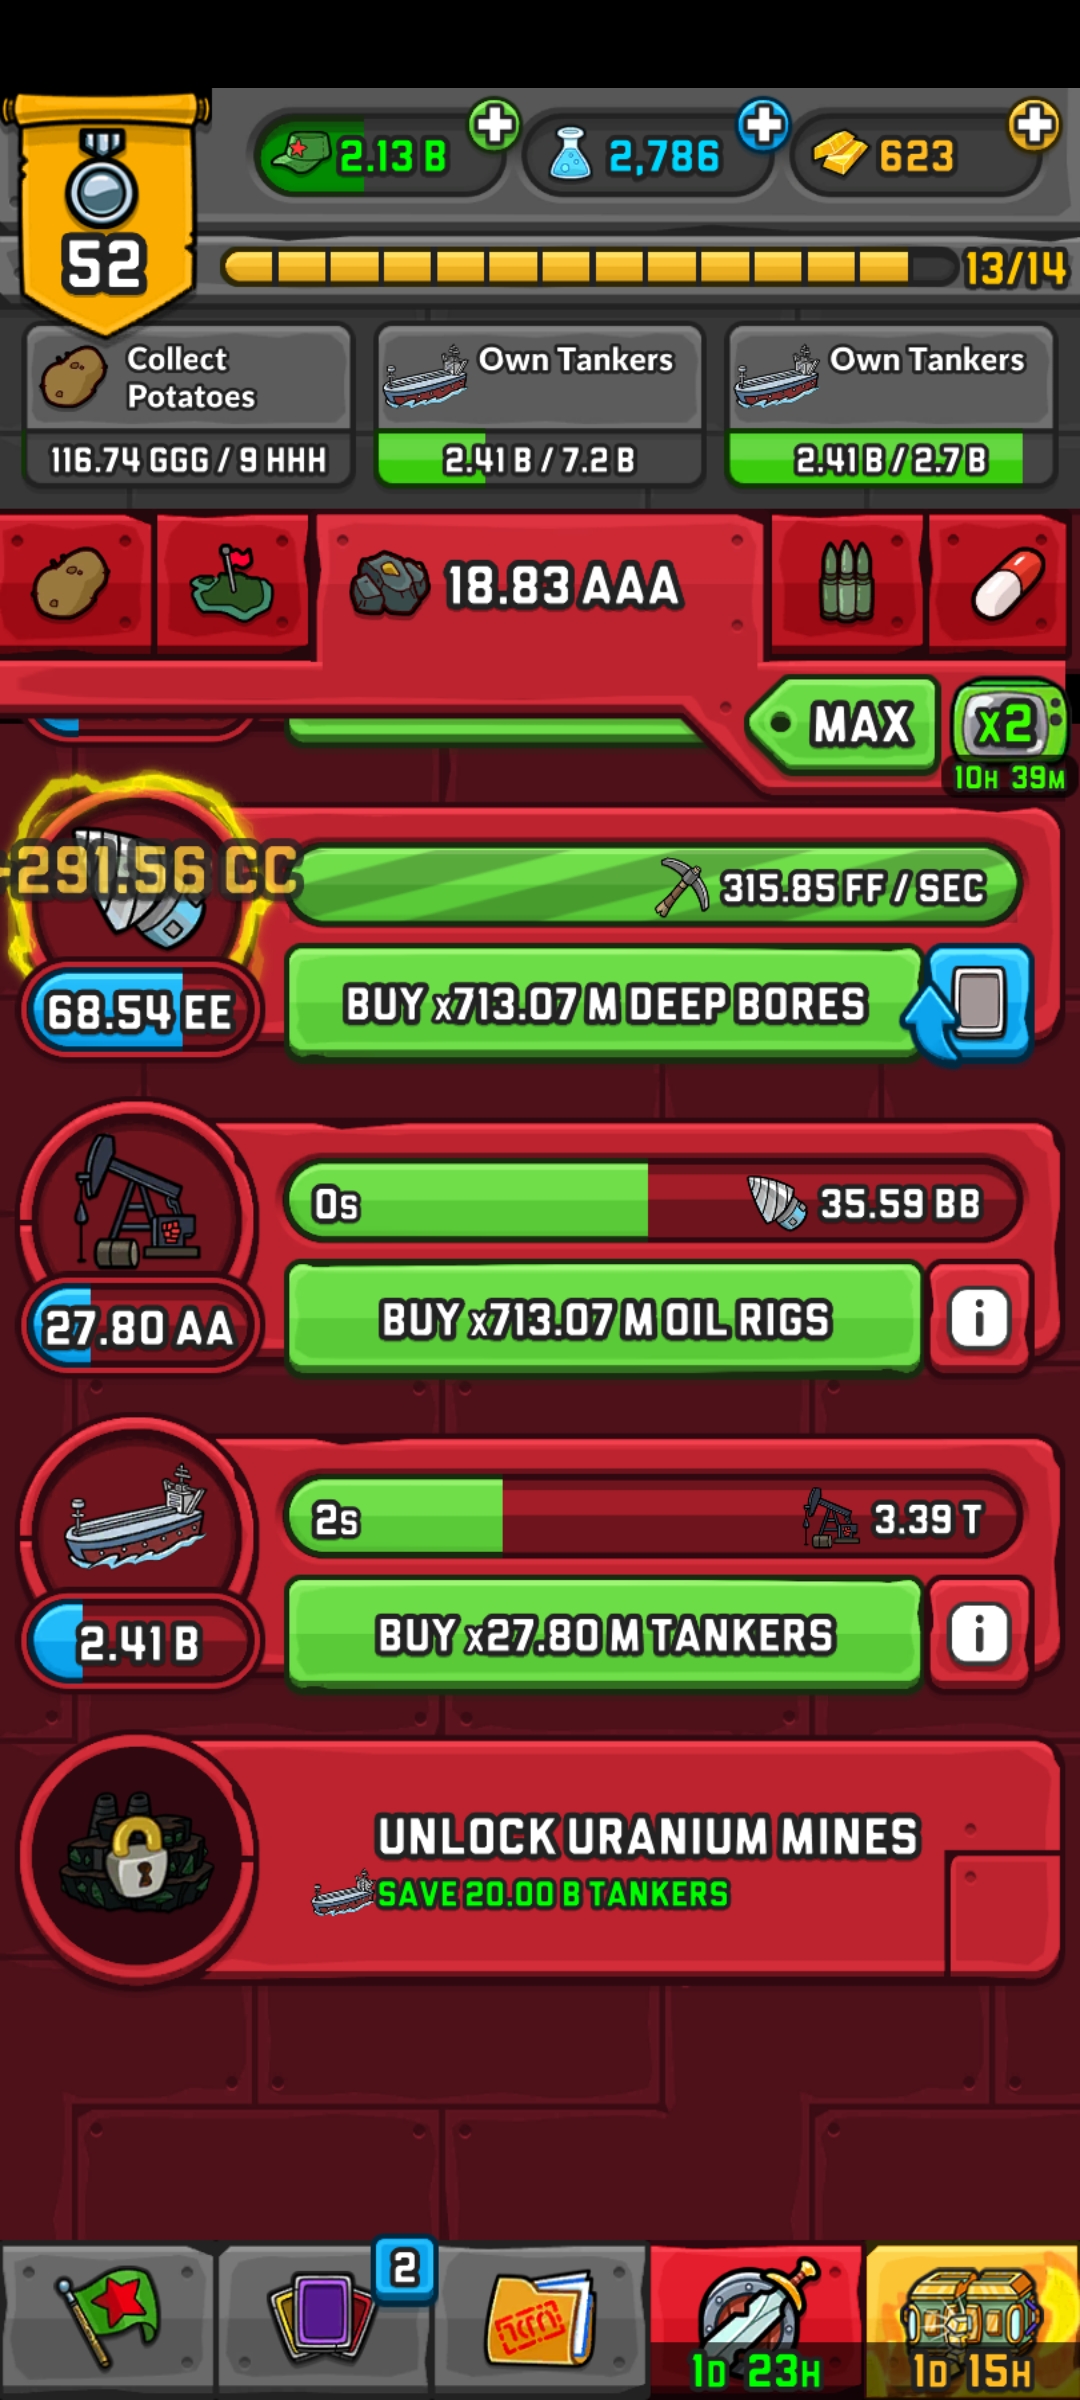 2.13 B
2,786
623
52
13/14
Collect
Potatoes
116.74 GGG / 9 HHH
Own Tankers
2.41 B / 7.2 B
Own Tankers
2.41 B / 2.7 B
18.83 AAA
MAX
x2
10H 39M
-291.56 CC
315.85 FF / SEC
68.54 EE
BUY x713.07 M DEEP BORES
0s
35.59 BB
27.80 AA
BUY x713.07 M OIL RIGS
i
2s
3.39 T
2.41 B
BUY x27.80 M TANKERS
i
UNLOCK URANIUM MINES
SAVE 20.00 B TANKERS
2
1D 23H
1D 15H